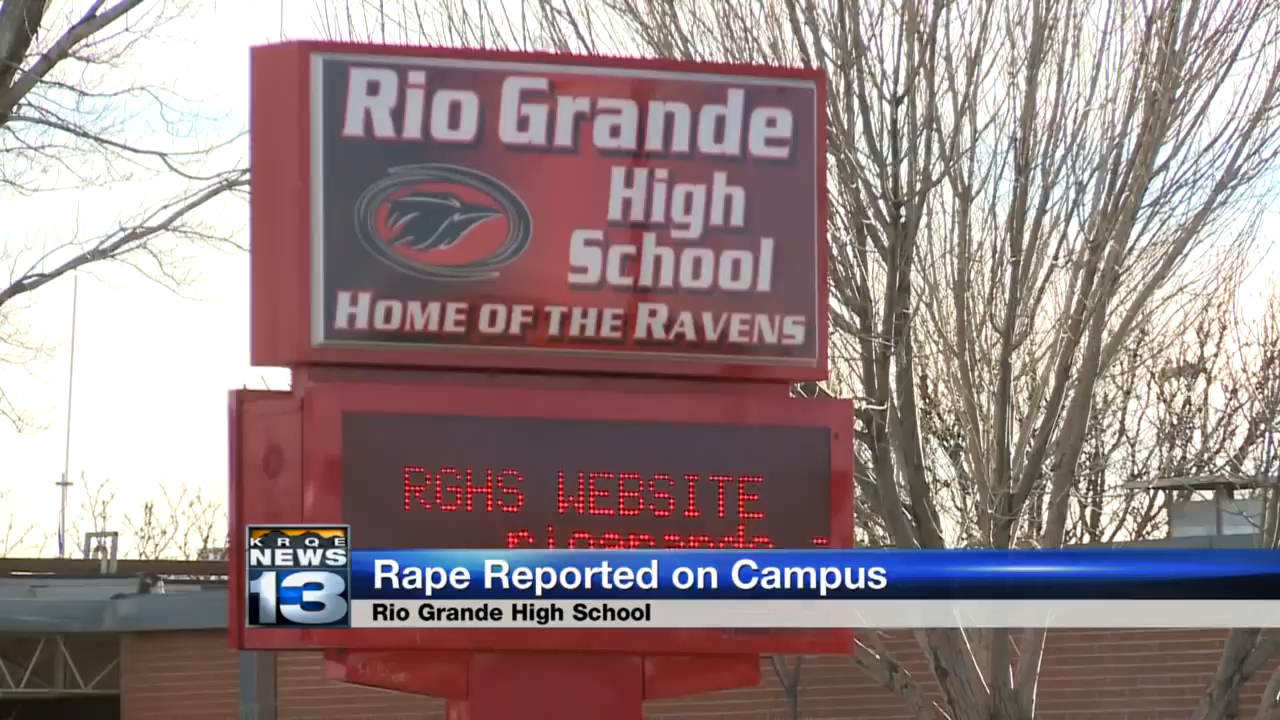 Rio Grande
High
School
HOME OF THE RAVENS
RGHS WEBSITE
KRQE
NEWS
13
Rape Reported on Campus
Rio Grande High School